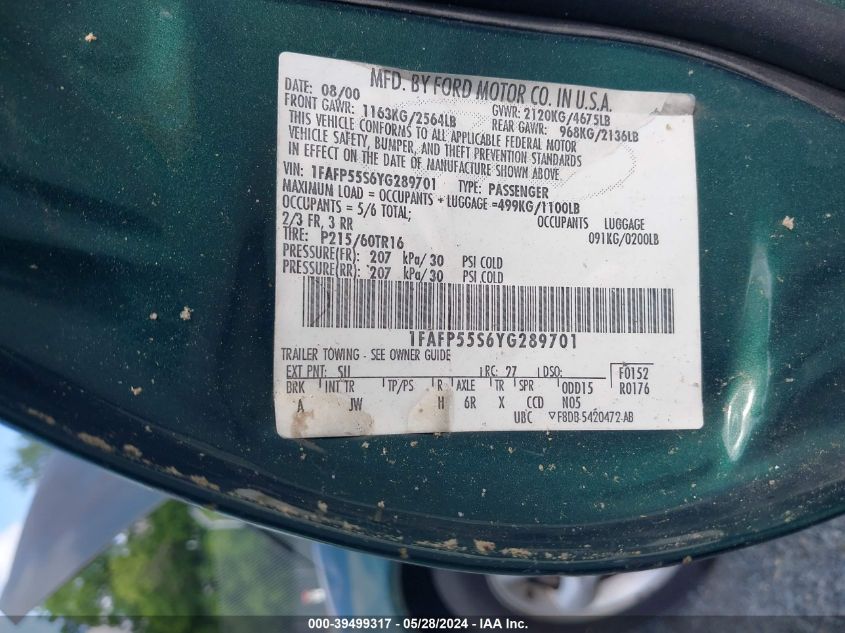 MFD. BY FORD MOTOR CO. IN U.S.A.
DATE: 08/00 GVWR: 2120KG/4675LB
FRONT GAWR: 1163KG/2564LB REAR GAWR: 968KG/2136LB
THIS VEHICLE CONFORMS TO ALL APPLICABLE FEDERAL MOTOR
VEHICLE SAFETY, BUMPER, AND THEFT PREVENTION STANDARDS
IN EFFECT ON THE DATE OF MANUFACTURE SHOWN ABOVE.
VIN: 1FAFP55S6YG289701 TYPE: PASSENGER
MAXIMUM LOAD = OCCUPANTS + LUGGAGE =499KG/1100LB
OCCUPANTS = 5/6 TOTAL; OCCUPANTS LUGGAGE
2/3 FR, 3 RR 091KG/0200LB
TIRE: P215/60TR16
PRESSURE(FR): 207 kPa/ 30 PSI COLD
PRESSURE(RR): 207 kPa/ 30 PSI COLD
1FAFP55S6YG289701
TRAILER TOWING - SEE OWNER GUIDE
EXT PNT: SU RC: 27 DSO: F0152
BRK INT TR TP/PS R AXLE TR SPR 0DD15 R0176
A JW H 6R X CCD N05
UBC ▽F8DB-5420472-AB
000-39499317 - 05/28/2024 - IAA Inc.